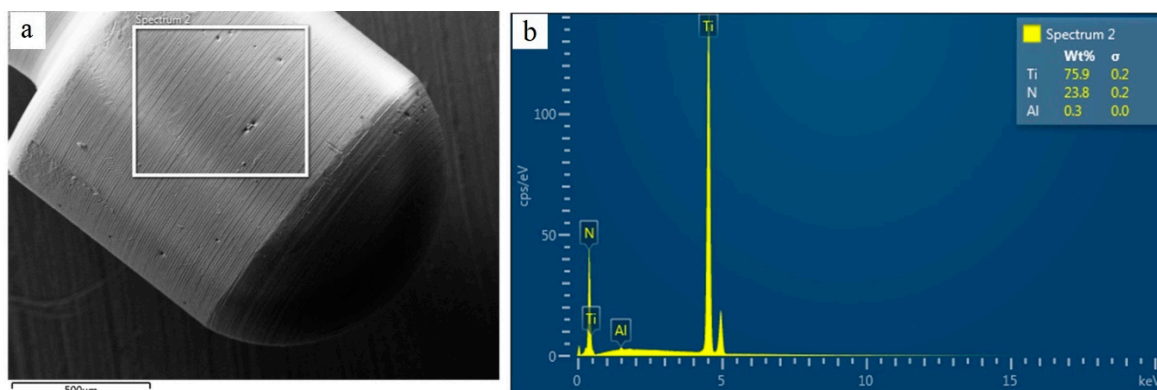 a
Spectrum 2
500µm
b
Ti
N
Ti
Al
cps/eV
100
50
0
0
5
10
15
keV
Spectrum 2
Wt% σ
Ti 75.9 0.2
N 23.8 0.2
Al 0.3 0.0